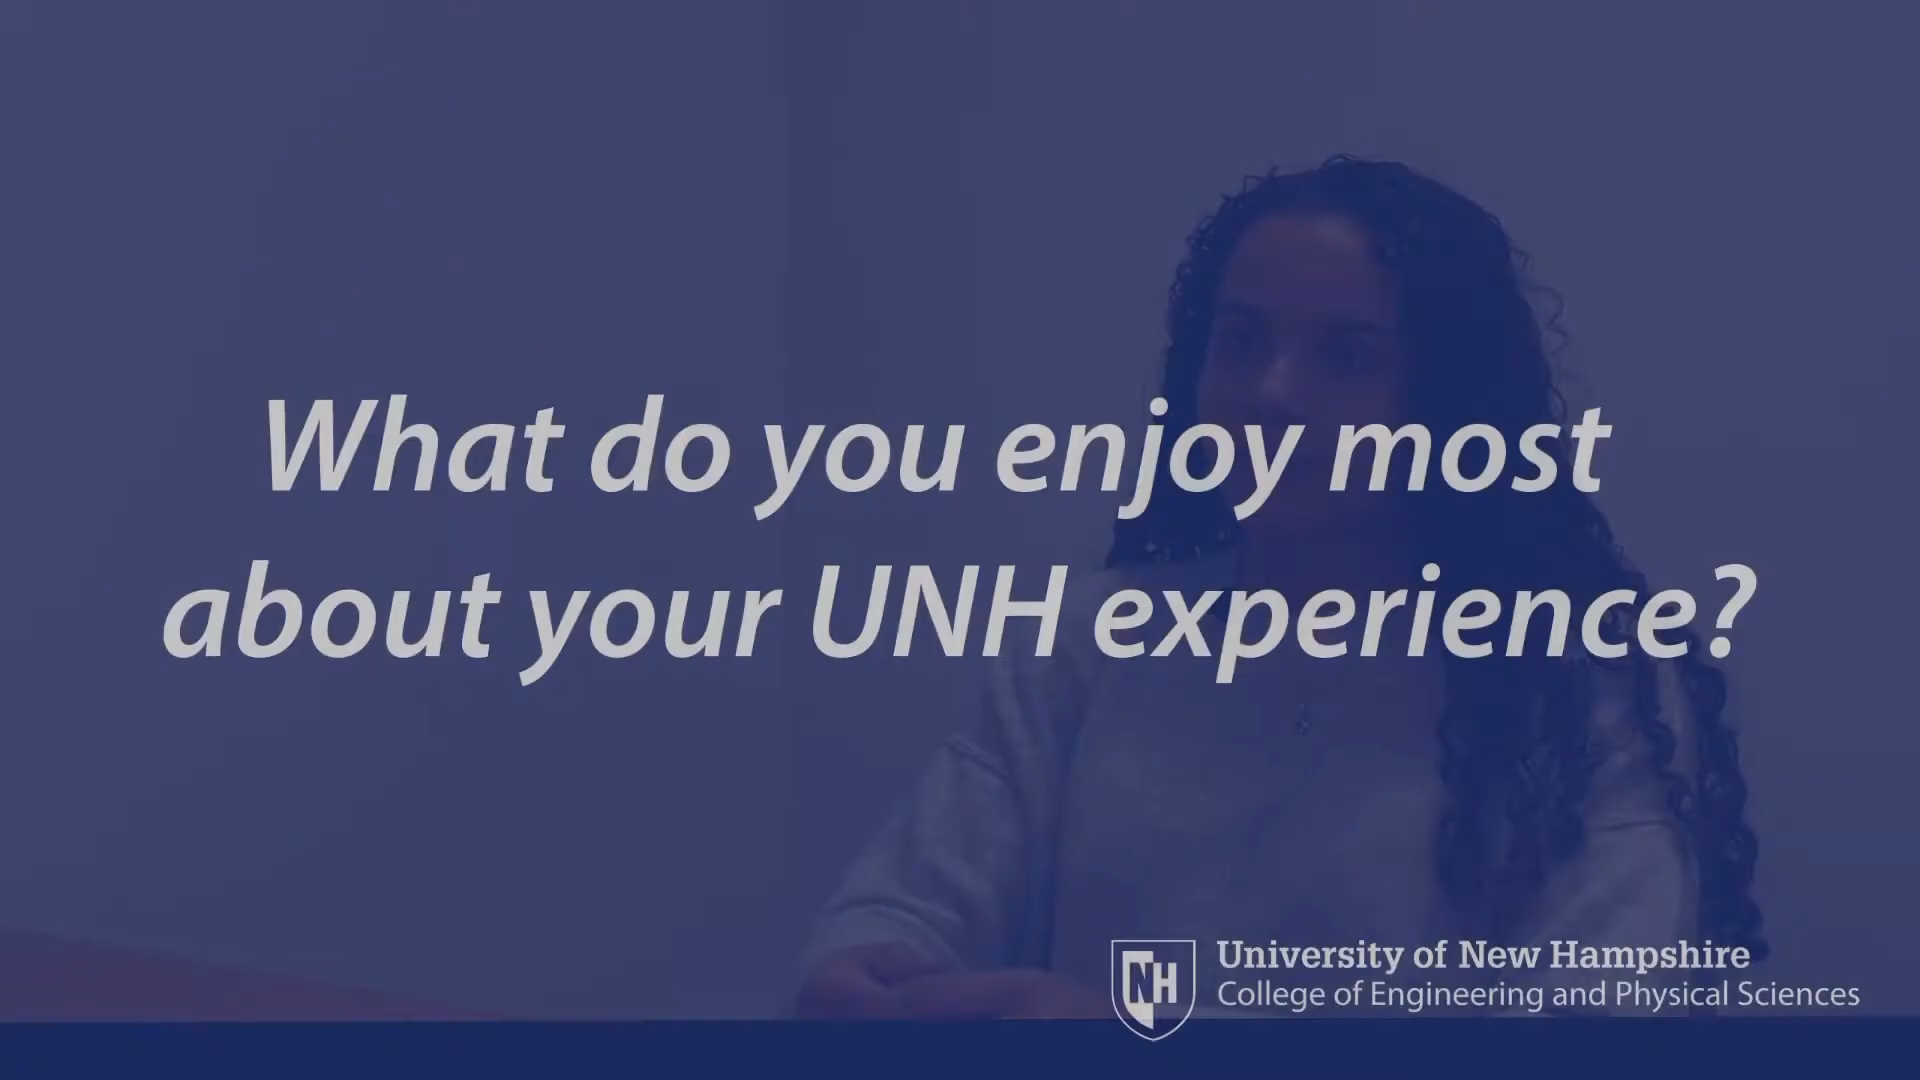 What do you enjoy most
about your UNH experience?
NH
University of New Hampshire
College of Engineering and Physical Sciences